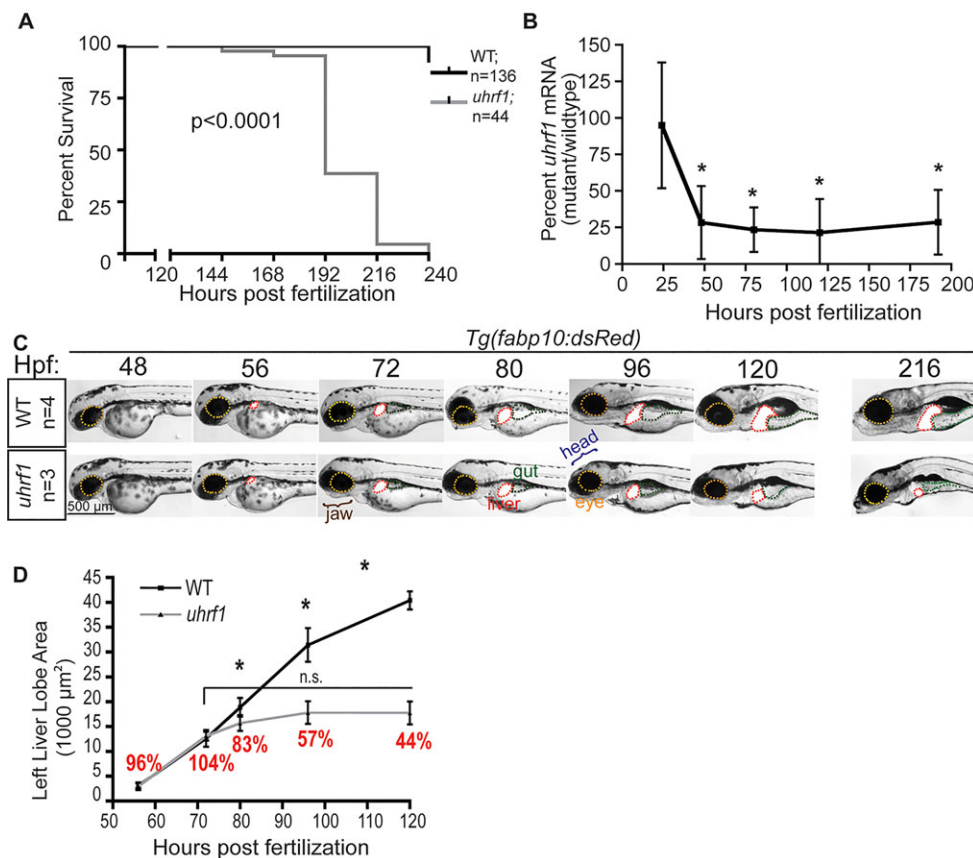 A
100
75
50
25
Percent Survival
p<0.0001
120 144 168 192 216 240
Hours post fertilization
WT;
n=136
uhrf1;
n=44
B
150
125
100
75
50
25
0
Percent uhrf1 mRNA
(mutant/wildtype)
* * * *
0 25 50 75 100 125 150 175 200
Hours post fertilization
C
Tg(fabp10:dsRed)
Hpf: 48 56 72 80 96 120 216
WT
n=4
uhrf1
n=3
500 µm
jaw
gut
liver
head
eye
D
45
40
35
30
25
20
15
10
5
0
Left Liver Lobe Area
(1000 µm²)
WT
uhrf1
* * *
n.s.
96% 104% 83% 57% 44%
50 60 70 80 90 100 110 120
Hours post fertilization